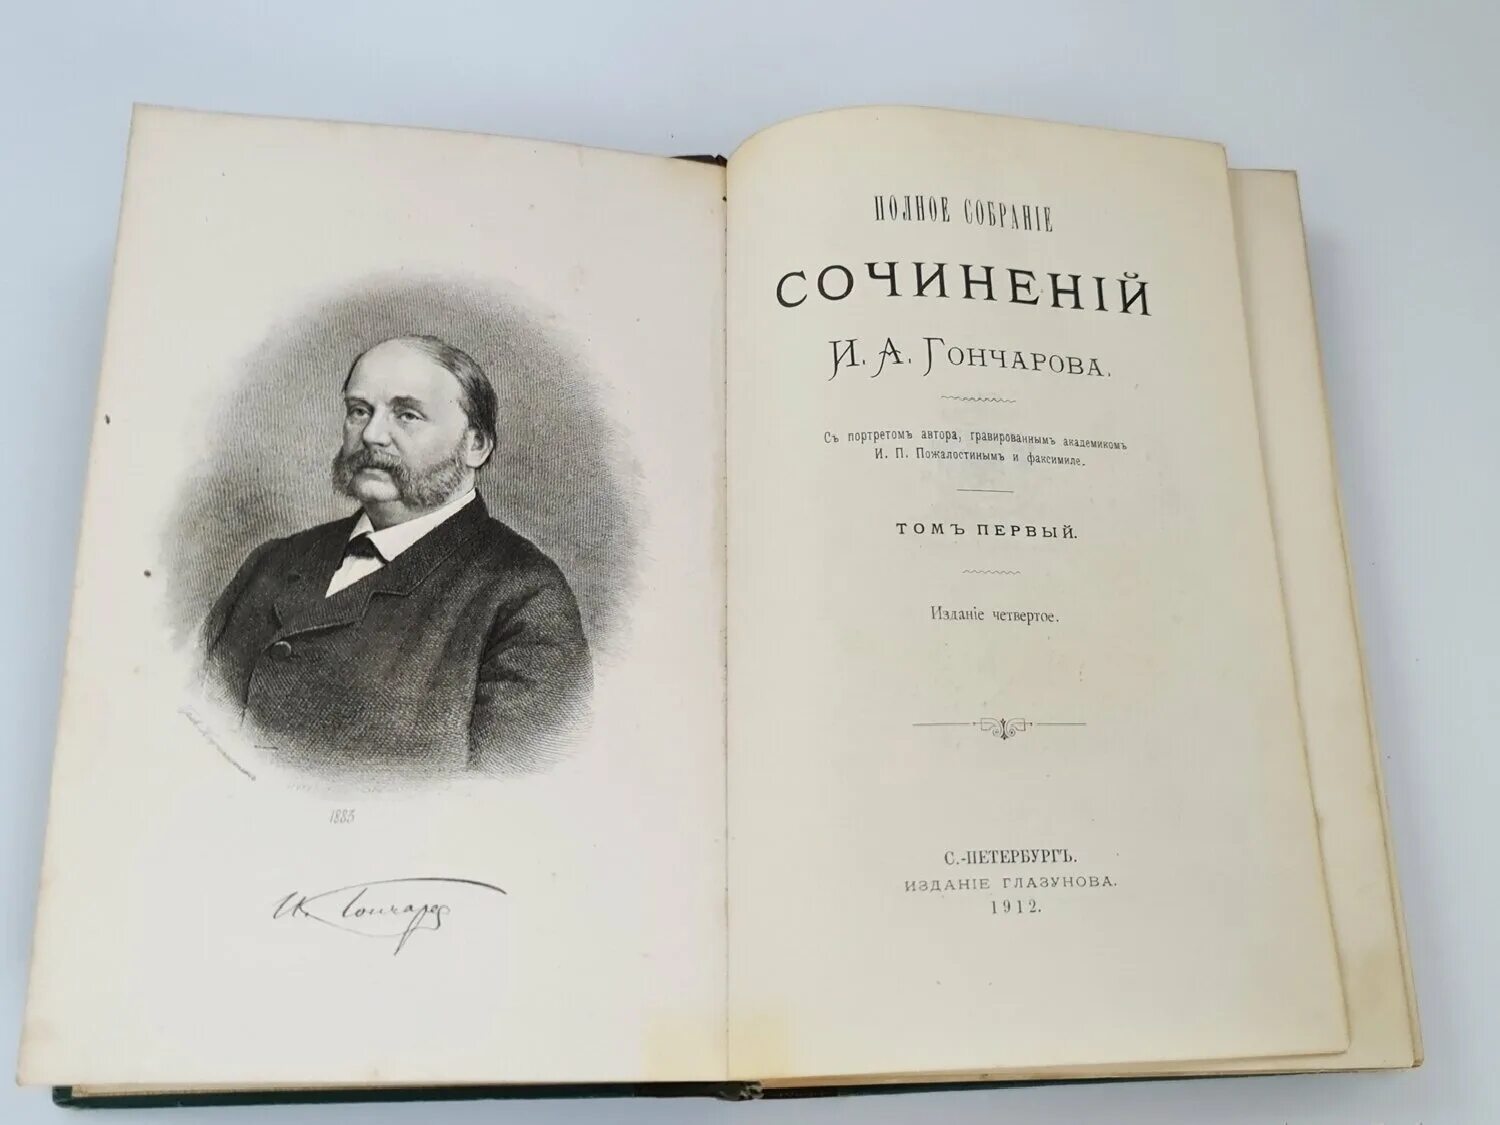 1883
И. Гончаров
ПОЛНОЕ СОБРАНІЕ
СОЧИНЕНІЙ
И. А. ГОНЧАРОВА.
Съ портретомъ автора, гравированнымъ академикомъ
И. П. Пожалостинымъ и факсимиле.
ТОМЪ ПЕРВЫЙ.
Изданіе четвертое.
С.-ПЕТЕРБУРГЪ.
ИЗДАНІЕ ГЛАЗУНОВА.
1912.